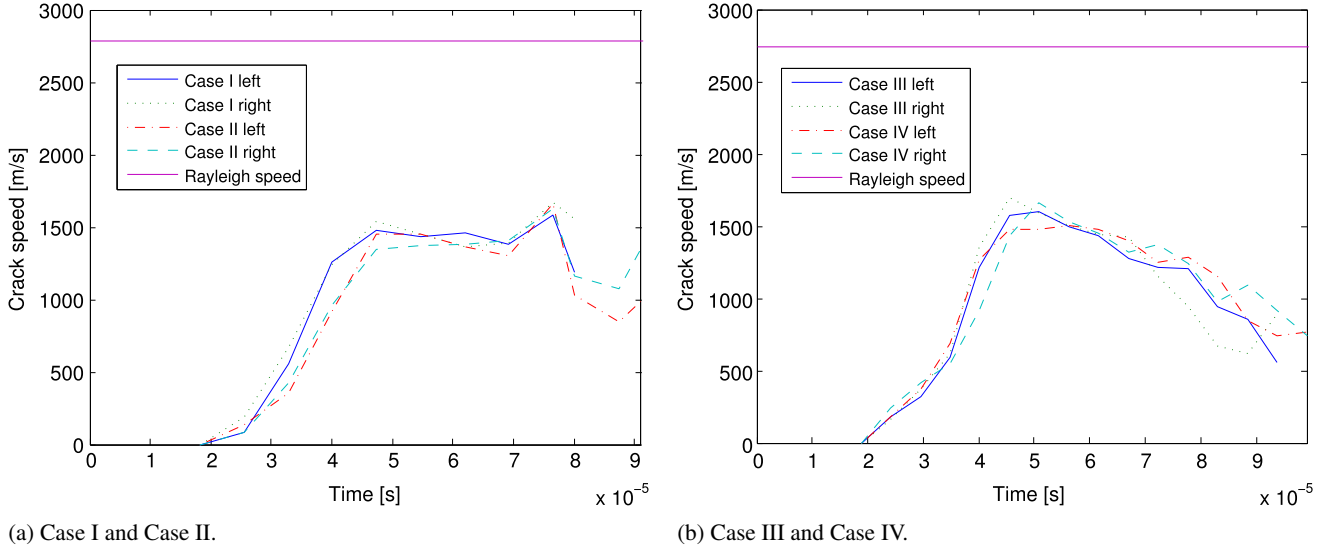 3000
2500
2000
1500
1000
500
0
Crack speed [m/s]
Case I left
Case I right
Case II left
Case II right
Rayleigh speed
0 1 2 3 4 5 6 7 8 9
Time [s]
x 10⁻⁵
(a) Case I and Case II.
3000
2500
2000
1500
1000
500
0
Crack speed [m/s]
Case III left
Case III right
Case IV left
Case IV right
Rayleigh speed
0 1 2 3 4 5 6 7 8 9
Time [s]
x 10⁻⁵
(b) Case III and Case IV.